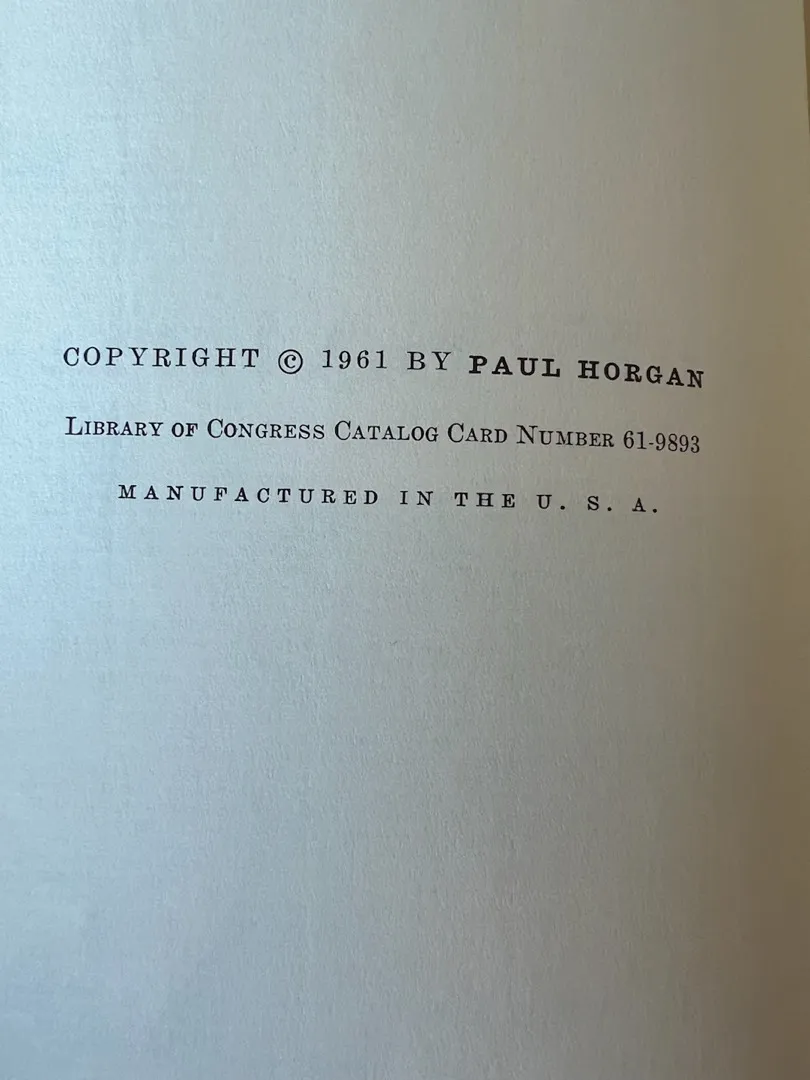 COPYRIGHT © 1961 BY PAUL HORGAN
LIBRARY OF CONGRESS CATALOG CARD NUMBER 61-9893
MANUFACTURED IN THE U. S. A.